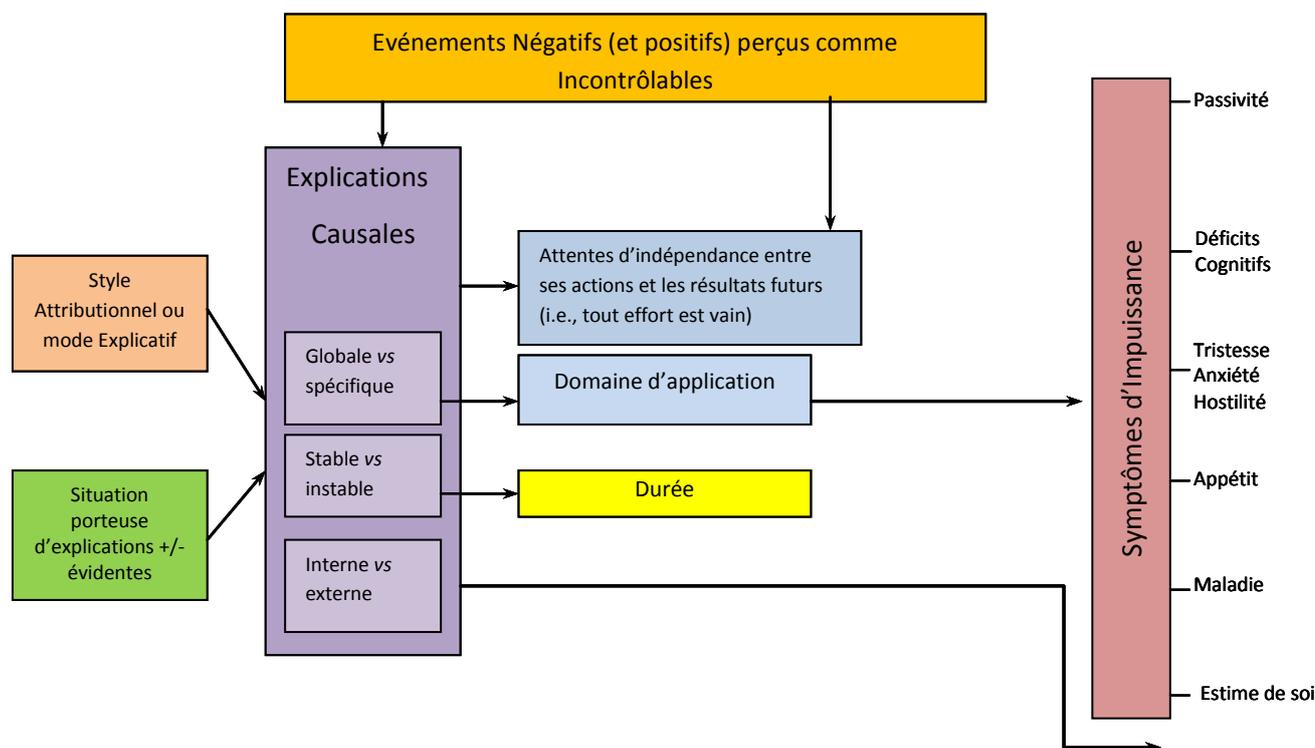 Evénements Négatifs (et positifs) perçus comme
Incontrôlables
Explications
Causales
Style
Attributionnel ou
mode Explicatif
Situation
porteuse
d’explications +/-
évidentes
Globale vs
spécifique
Stable vs
instable
Interne vs
externe
Attentes d’indépendance entre
ses actions et les résultats futurs
(i.e., tout effort est vain)
Domaine d’application
Durée
Symptômes d’Impuissance
Passivité
Déficits
Cognitifs
Tristesse
Anxiété
Hostilité
Appétit
Maladie
Estime de soi